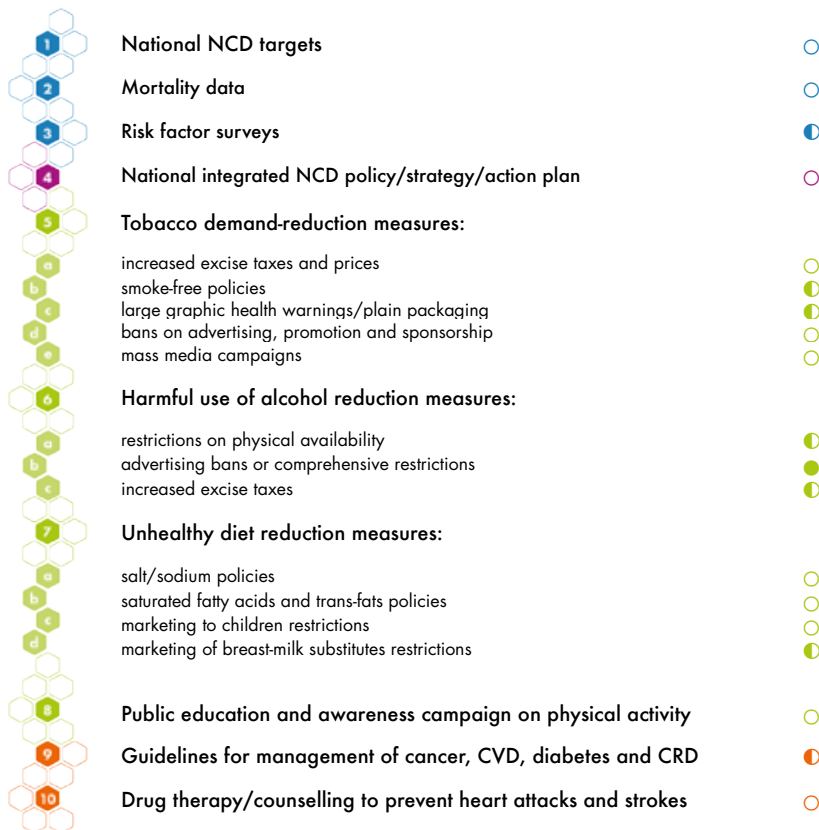 1 National NCD targets
2 Mortality data
3 Risk factor surveys
4 National integrated NCD policy/strategy/action plan
5 Tobacco demand-reduction measures:
a increased excise taxes and prices
b smoke-free policies
c large graphic health warnings/plain packaging
d bans on advertising, promotion and sponsorship
e mass media campaigns
6 Harmful use of alcohol reduction measures:
a restrictions on physical availability
b advertising bans or comprehensive restrictions
c increased excise taxes
7 Unhealthy diet reduction measures:
a salt/sodium policies
b saturated fatty acids and trans-fats policies
c marketing to children restrictions
d marketing of breast-milk substitutes restrictions
8 Public education and awareness campaign on physical activity
9 Guidelines for management of cancer, CVD, diabetes and CRD
10 Drug therapy/counselling to prevent heart attacks and strokes